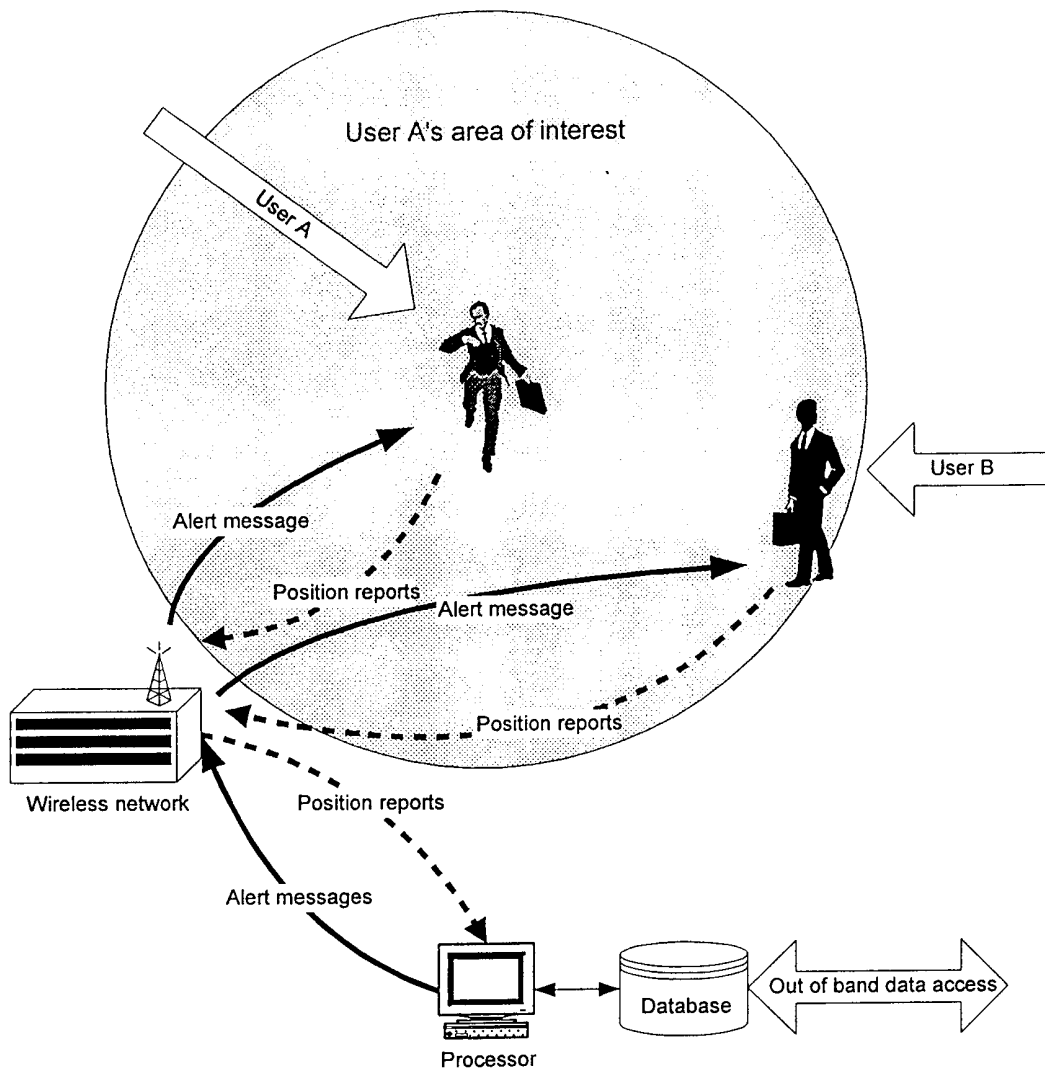 User A's area of interest
User A
User B
Alert message
Position reports
Alert message
Position reports
Wireless network
Position reports
Alert messages
Out of band data access
Database
Processor